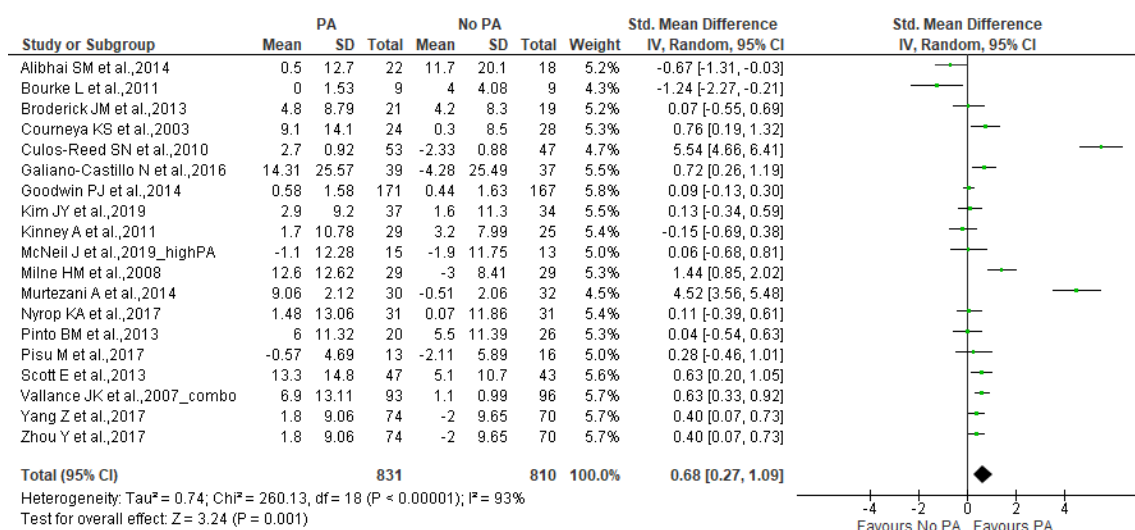 PA No PA Std. Mean Difference Std. Mean Difference
Study or Subgroup Mean SD Total Mean SD Total Weight IV, Random, 95% CI IV, Random, 95% CI
Alibhai SM et al.,2014 0.5 12.7 22 11.7 20.1 18 5.2% -0.67 [-1.31, -0.03]
Bourke L et al.,2011 0 1.53 9 4 4.08 9 4.3% -1.24 [-2.27, -0.21]
Broderick JM et al.,2013 4.8 8.79 21 4.2 8.3 19 5.2% 0.07 [-0.55, 0.69]
Courneya KS et al.,2003 9.1 14.1 24 0.3 8.5 28 5.3% 0.76 [0.19, 1.32]
Culos-Reed SN et al.,2010 2.7 0.92 53 -2.33 0.88 47 4.7% 5.54 [4.66, 6.41]
Galiano-Castillo N et al.,2016 14.31 25.57 39 -4.28 25.49 37 5.5% 0.72 [0.26, 1.19]
Goodwin PJ et al.,2014 0.58 1.58 171 0.44 1.63 167 5.8% 0.09 [-0.13, 0.30]
Kim JY et al.,2019 2.9 9.2 37 1.6 11.3 34 5.5% 0.13 [-0.34, 0.59]
Kinney A et al.,2011 1.7 10.78 29 3.2 7.99 25 5.4% -0.15 [-0.69, 0.38]
McNeil J et al.,2019_highPA -1.1 12.28 15 -1.9 11.75 13 5.0% 0.06 [-0.68, 0.81]
Milne HM et al.,2008 12.6 12.62 29 -3 8.41 29 5.3% 1.44 [0.85, 2.02]
Murtezani A et al.,2014 9.06 2.12 30 -0.51 2.06 32 4.5% 4.52 [3.56, 5.48]
Nyrop KA et al.,2017 1.48 13.06 31 0.07 11.86 31 5.4% 0.11 [-0.39, 0.61]
Pinto BM et al.,2013 6 11.32 20 5.5 11.39 26 5.3% 0.04 [-0.54, 0.63]
Pisu M et al.,2017 -0.57 4.69 13 -2.11 5.89 16 5.0% 0.28 [-0.46, 1.01]
Scott E et al.,2013 13.3 14.8 47 5.1 10.7 43 5.6% 0.63 [0.20, 1.05]
Vallance JK et al.,2007_combo 6.9 13.11 93 1.1 0.99 96 5.7% 0.63 [0.33, 0.92]
Yang Z et al.,2017 1.8 9.06 74 -2 9.65 70 5.7% 0.40 [0.07, 0.73]
Zhou Y et al.,2017 1.8 9.06 74 -2 9.65 70 5.7% 0.40 [0.07, 0.73]
Total (95% CI) 831 810 100.0% 0.68 [0.27, 1.09]
Heterogeneity: Tau² = 0.74; Chi² = 260.13, df = 18 (P < 0.00001); I² = 93%
Test for overall effect: Z = 3.24 (P = 0.001)
-4 -2 0 2 4
Favours No PA Favours PA